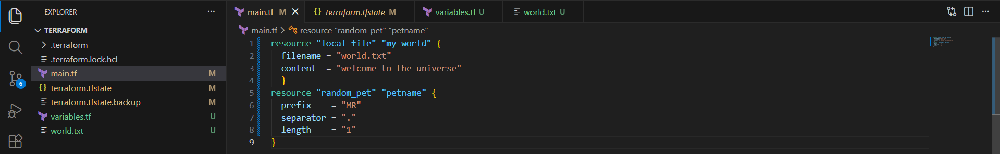 EXPLORER ...
TERRAFORM
.terraform
.terraform.lock.hcl
main.tf M
terraform.tfstate M
terraform.tfstate.backup M
variables.tf U
world.txt U
6
main.tf M terraform.tfstate M variables.tf U world.txt U
main.tf > resource "random_pet" "petname"
1 resource "local_file" "my_world" {
2   filename = "world.txt"
3   content  = "welcome to the universe"
4   }
5 resource "random_pet" "petname" {
6   prefix    = "MR"
7   separator = "."
8   length    = "1"
9 }